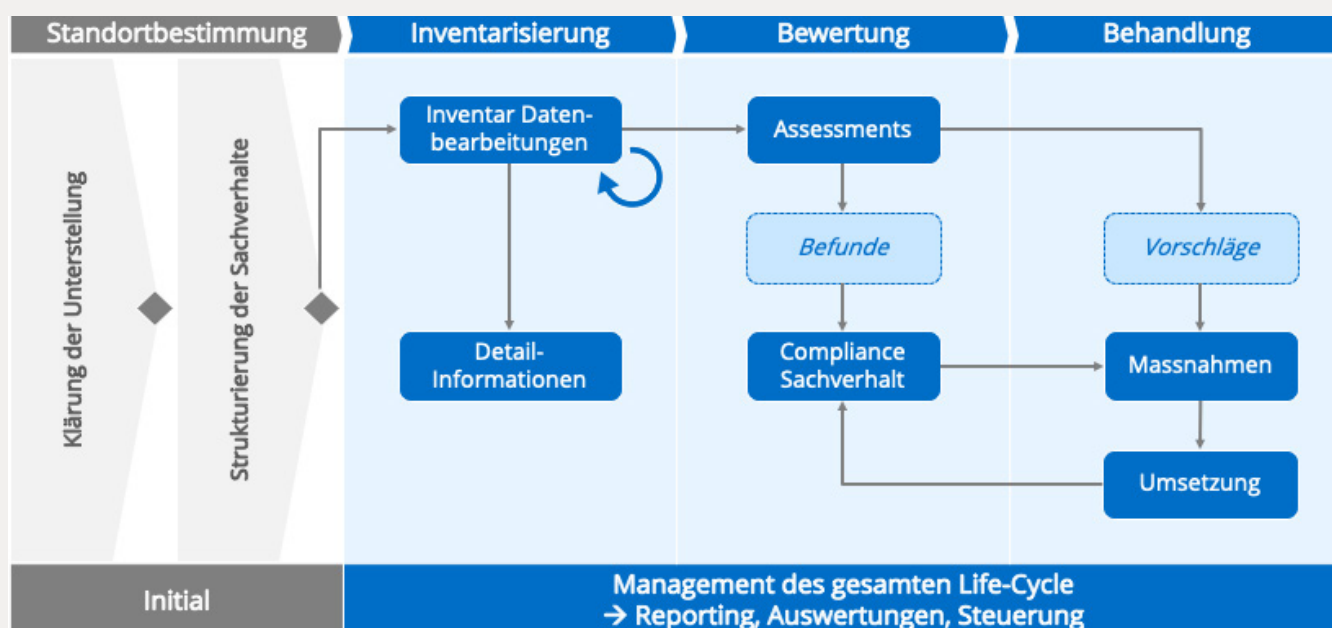 Standortbestimmung
Inventarisierung
Bewertung
Behandlung
Klärung der Unterstellung
Strukturierung der Sachverhalte
Inventar Daten-
bearbeitungen
Detail-
Informationen
Assessments
Befunde
Compliance
Sachverhalt
Vorschläge
Massnahmen
Umsetzung
Initial
Management des gesamten Life-Cycle
→ Reporting, Auswertungen, Steuerung